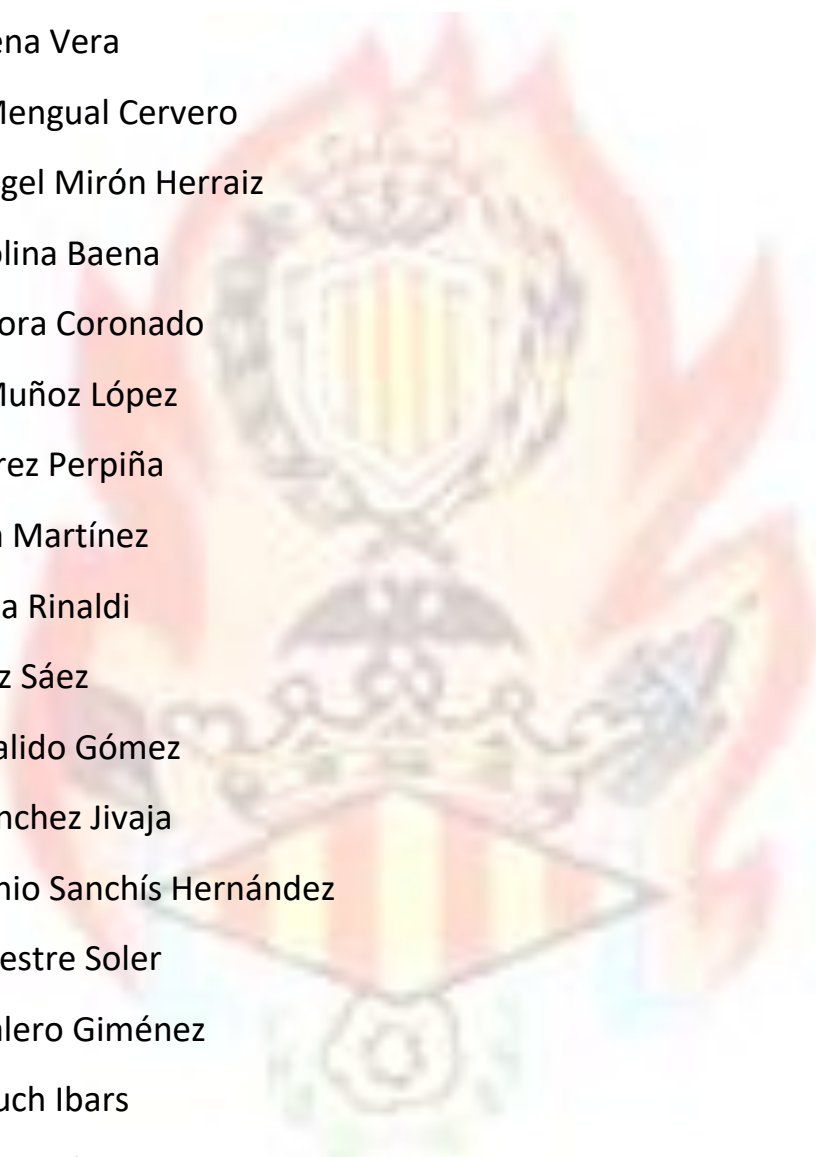 ena Vera
Mengual Cervero
gel Mirón Herraiz
olina Baena
ora Coronado
Muñoz López
rez Perpiña
Martínez
a Rinaldi
z Sáez
alido Gómez
nchez Jivaja
nio Sanchís Hernández
estre Soler
alero Giménez
uch Ibars